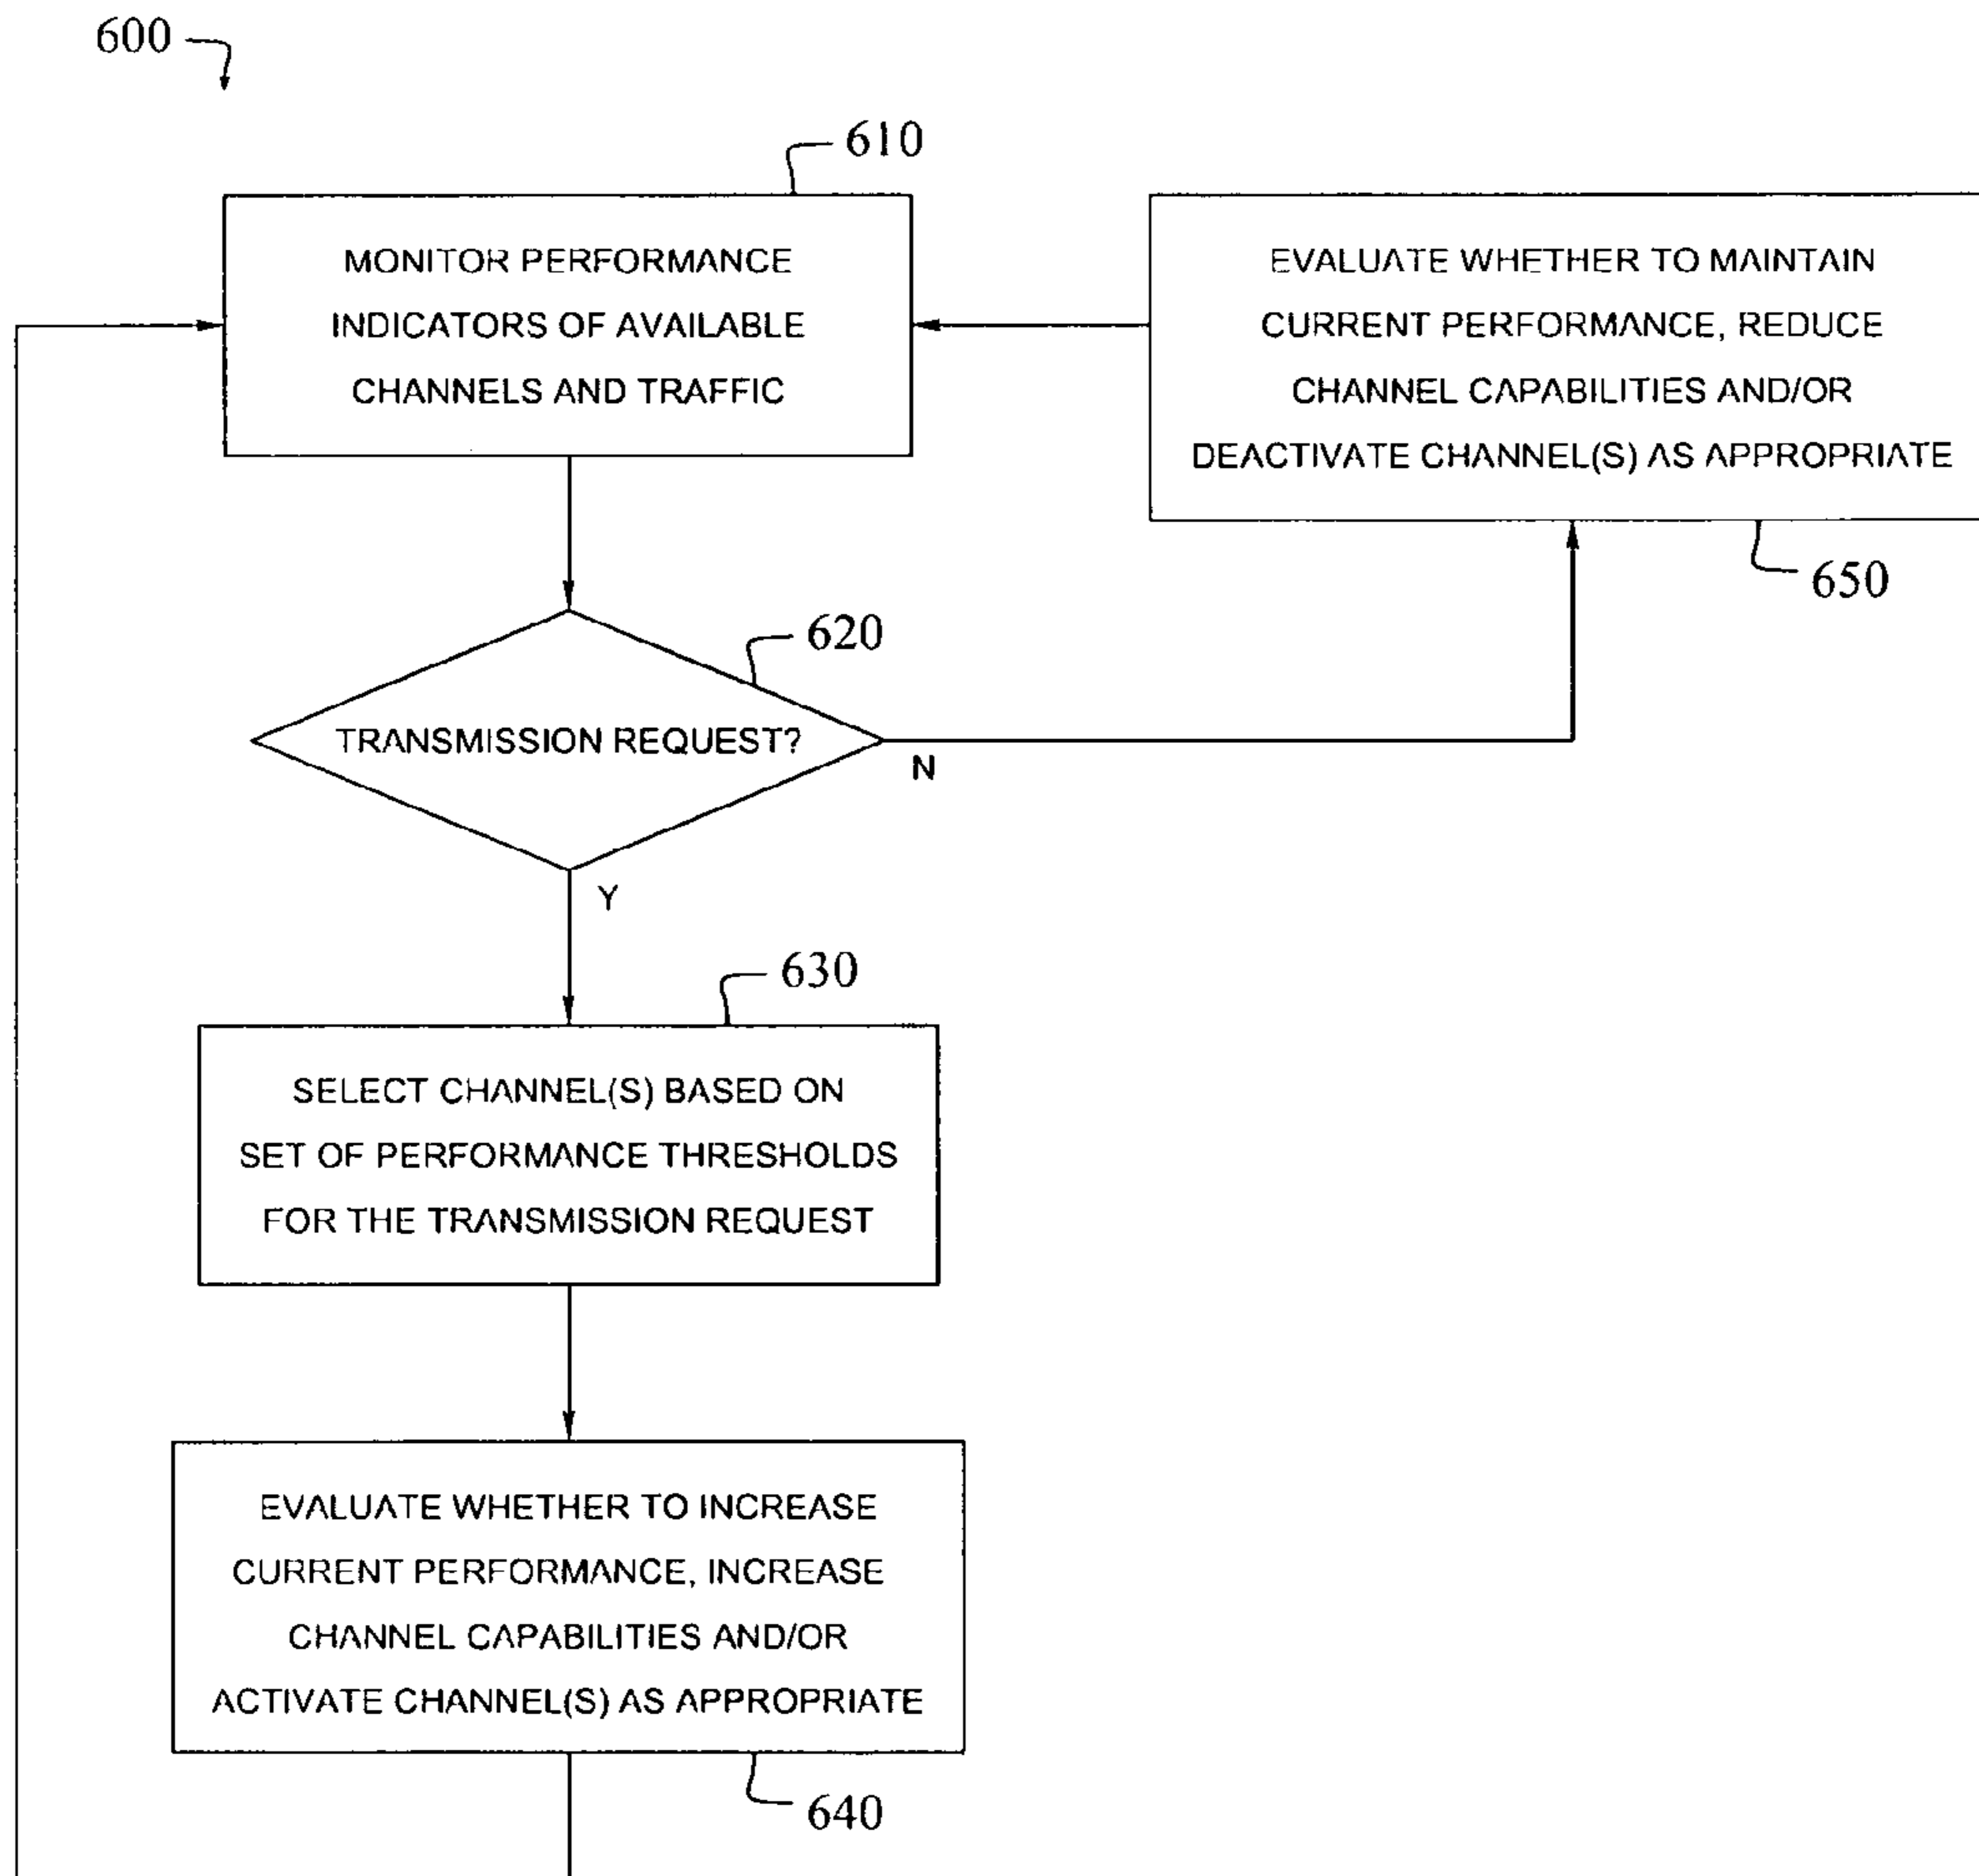 600
610
MONITOR PERFORMANCE
INDICATORS OF AVAILABLE
CHANNELS AND TRAFFIC
EVALUATE WHETHER TO MAINTAIN
CURRENT PERFORMANCE, REDUCE
CHANNEL CAPABILITIES AND/OR
DEACTIVATE CHANNEL(S) AS APPROPRIATE
650
620
TRANSMISSION REQUEST?
N
Y
630
SELECT CHANNEL(S) BASED ON
SET OF PERFORMANCE THRESHOLDS
FOR THE TRANSMISSION REQUEST
EVALUATE WHETHER TO INCREASE
CURRENT PERFORMANCE, INCREASE
CHANNEL CAPABILITIES AND/OR
ACTIVATE CHANNEL(S) AS APPROPRIATE
640